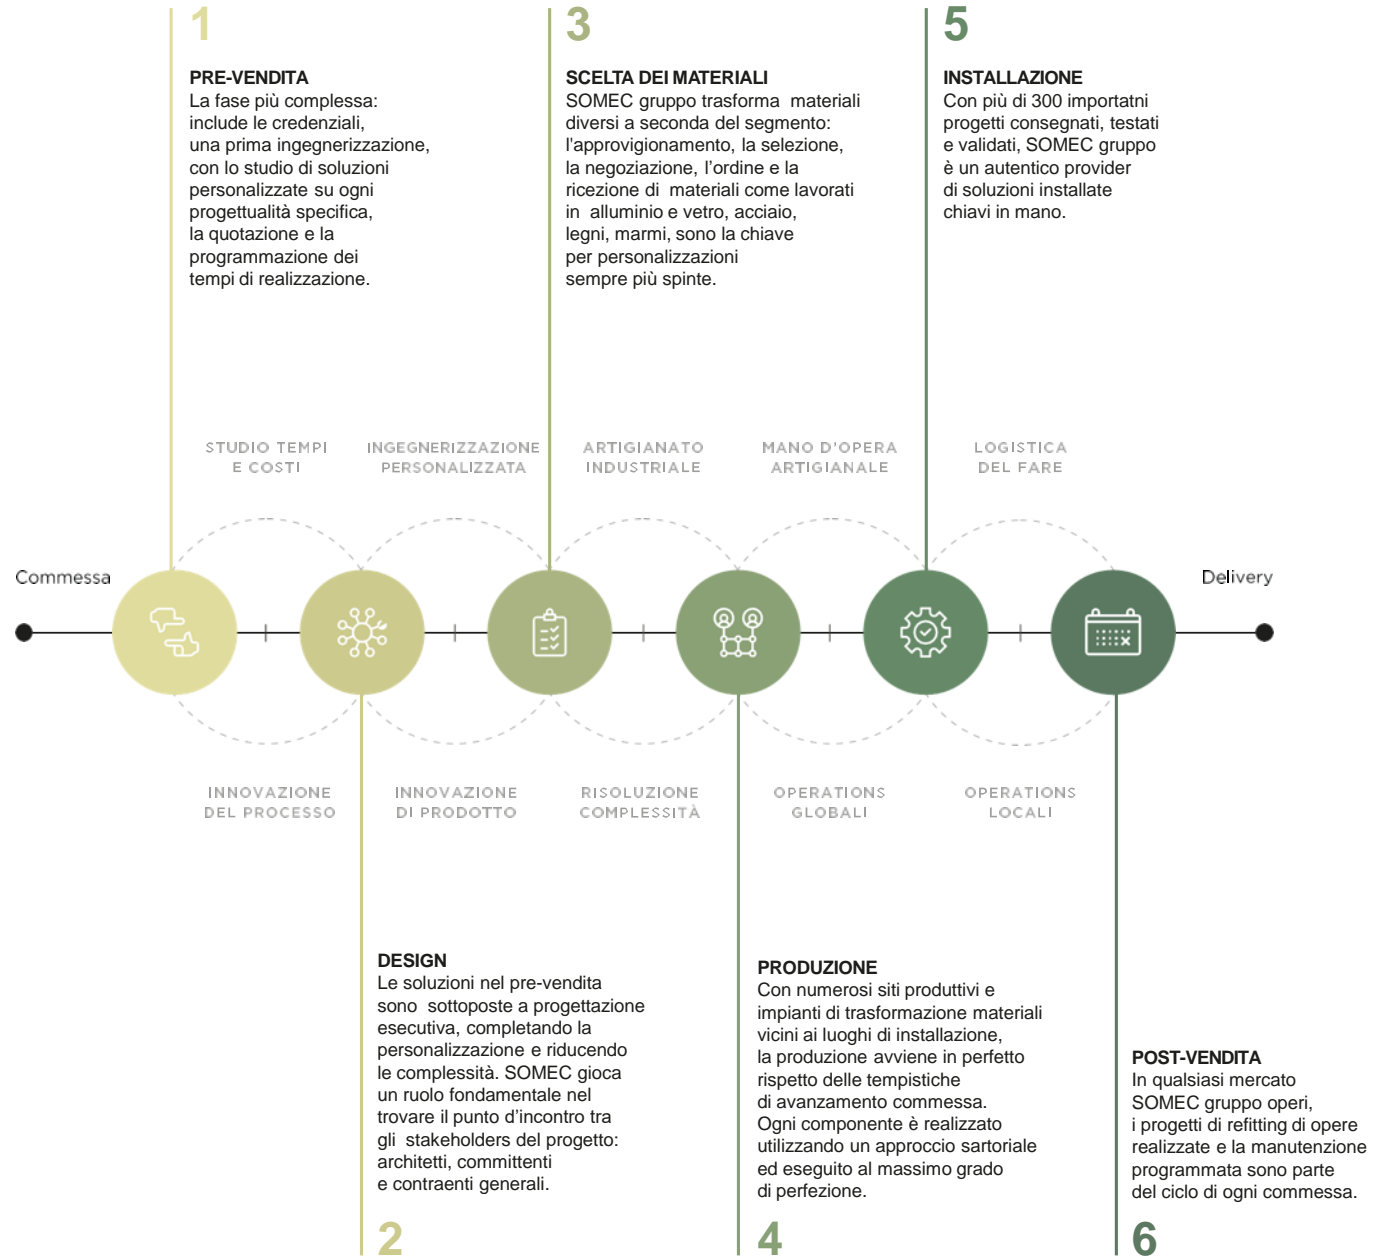 1
PRE-VENDITA
La fase più complessa:
include le credenziali,
una prima ingegnerizzazione,
con lo studio di soluzioni
personalizzate su ogni
progettualità specifica,
la quotazione e la
programmazione dei
tempi di realizzazione.
3
SCELTA DEI MATERIALI
SOMEC gruppo trasforma materiali
diversi a seconda del segmento:
l'approvigionamento, la selezione,
la negoziazione, l’ordine e la
ricezione di materiali come lavorati
in alluminio e vetro, acciaio,
legni, marmi, sono la chiave
per personalizzazioni
sempre più spinte.
5
INSTALLAZIONE
Con più di 300 importatni
progetti consegnati, testati
e validati, SOMEC gruppo
è un autentico provider
di soluzioni installate
chiavi in mano.
STUDIO TEMPI
E COSTI
INGEGNERIZZAZIONE
PERSONALIZZATA
ARTIGIANATO
INDUSTRIALE
MANO D’OPERA
ARTIGIANALE
LOGISTICA
DEL FARE
Commessa
Delivery
INNOVAZIONE
DEL PROCESSO
INNOVAZIONE
DI PRODOTTO
RISOLUZIONE
COMPLESSITÀ
OPERATIONS
GLOBALI
OPERATIONS
LOCALI
DESIGN
Le soluzioni nel pre-vendita
sono sottoposte a progettazione
esecutiva, completando la
personalizzazione e riducendo
le complessità. SOMEC gioca
un ruolo fondamentale nel
trovare il punto d’incontro tra
gli stakeholders del progetto:
architetti, committenti
e contraenti generali.
2
PRODUZIONE
Con numerosi siti produttivi e
impianti di trasformazione materiali
vicini ai luoghi di installazione,
la produzione avviene in perfetto
rispetto delle tempistiche
di avanzamento commessa.
Ogni componente è realizzato
utilizzando un approccio sartoriale
ed eseguito al massimo grado
di perfezione.
4
POST-VENDITA
In qualsiasi mercato
SOMEC gruppo operi,
i progetti di refitting di opere
realizzate e la manutenzione
programmata sono parte
del ciclo di ogni commessa.
6